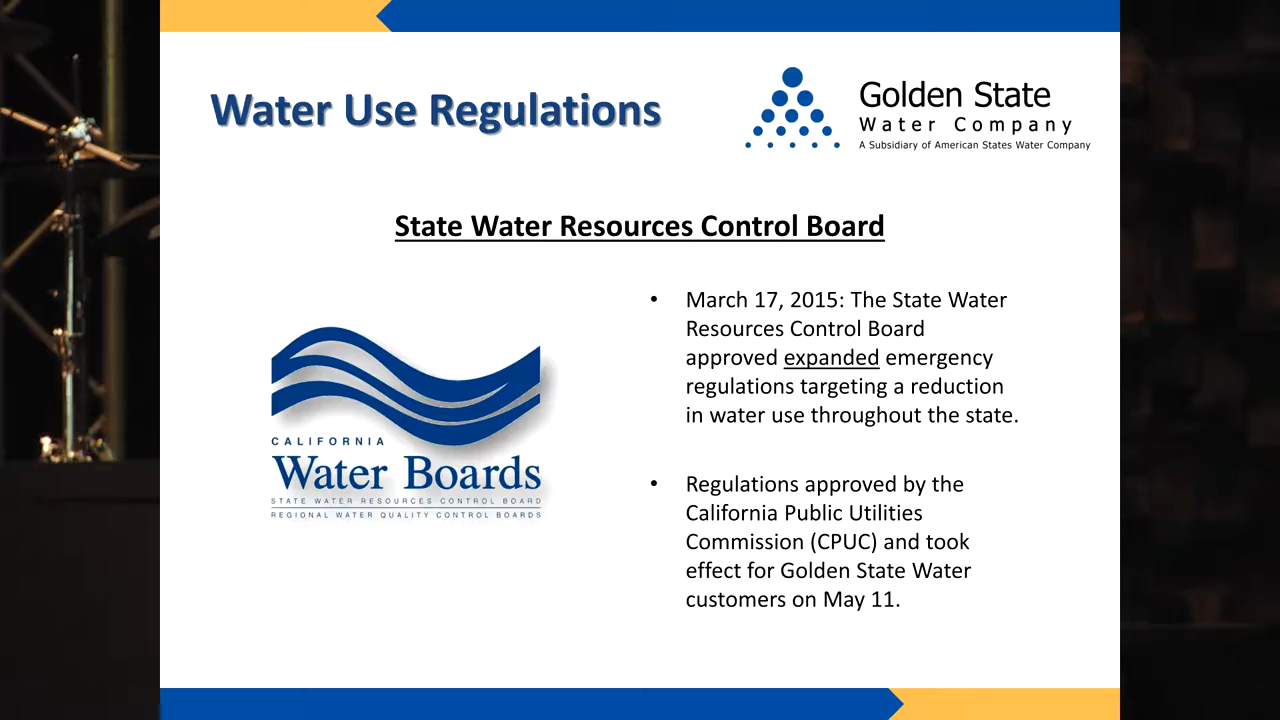 Water Use Regulations
Golden State
Water Company
A Subsidiary of American States Water Company
State Water Resources Control Board
• March 17, 2015: The State Water
Resources Control Board
approved expanded emergency
regulations targeting a reduction
in water use throughout the state.
CALIFORNIA
Water Boards
STATE WATER RESOURCES CONTROL BOARD
REGIONAL WATER QUALITY CONTROL BOARDS
• Regulations approved by the
California Public Utilities
Commission (CPUC) and took
effect for Golden State Water
customers on May 11.